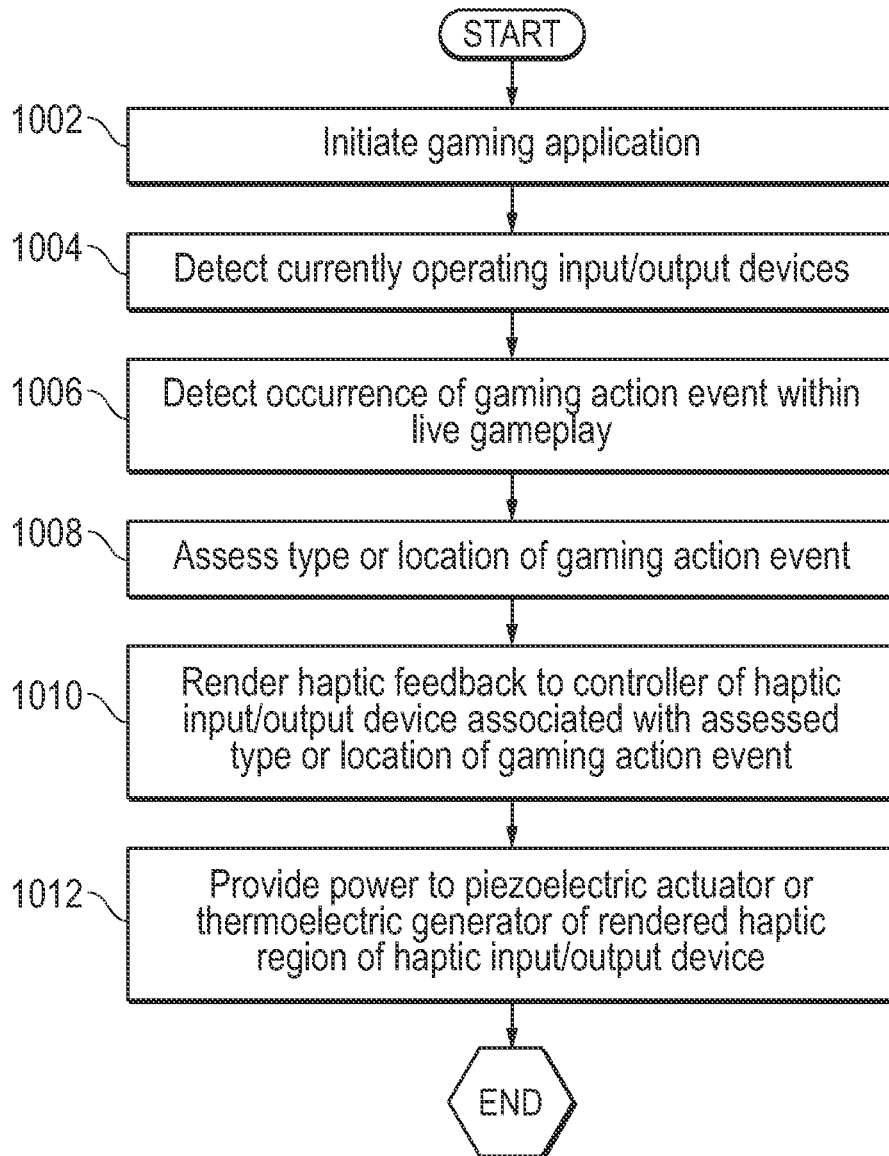 START
1002
Initiate gaming application
1004
Detect currently operating input/output devices
1006
Detect occurrence of gaming action event within
live gameplay
1008
Assess type or location of gaming action event
1010
Render haptic feedback to controller of haptic
input/output device associated with assessed
type or location of gaming action event
1012
Provide power to piezoelectric actuator or
thermoelectric generator of rendered haptic
region of haptic input/output device
END